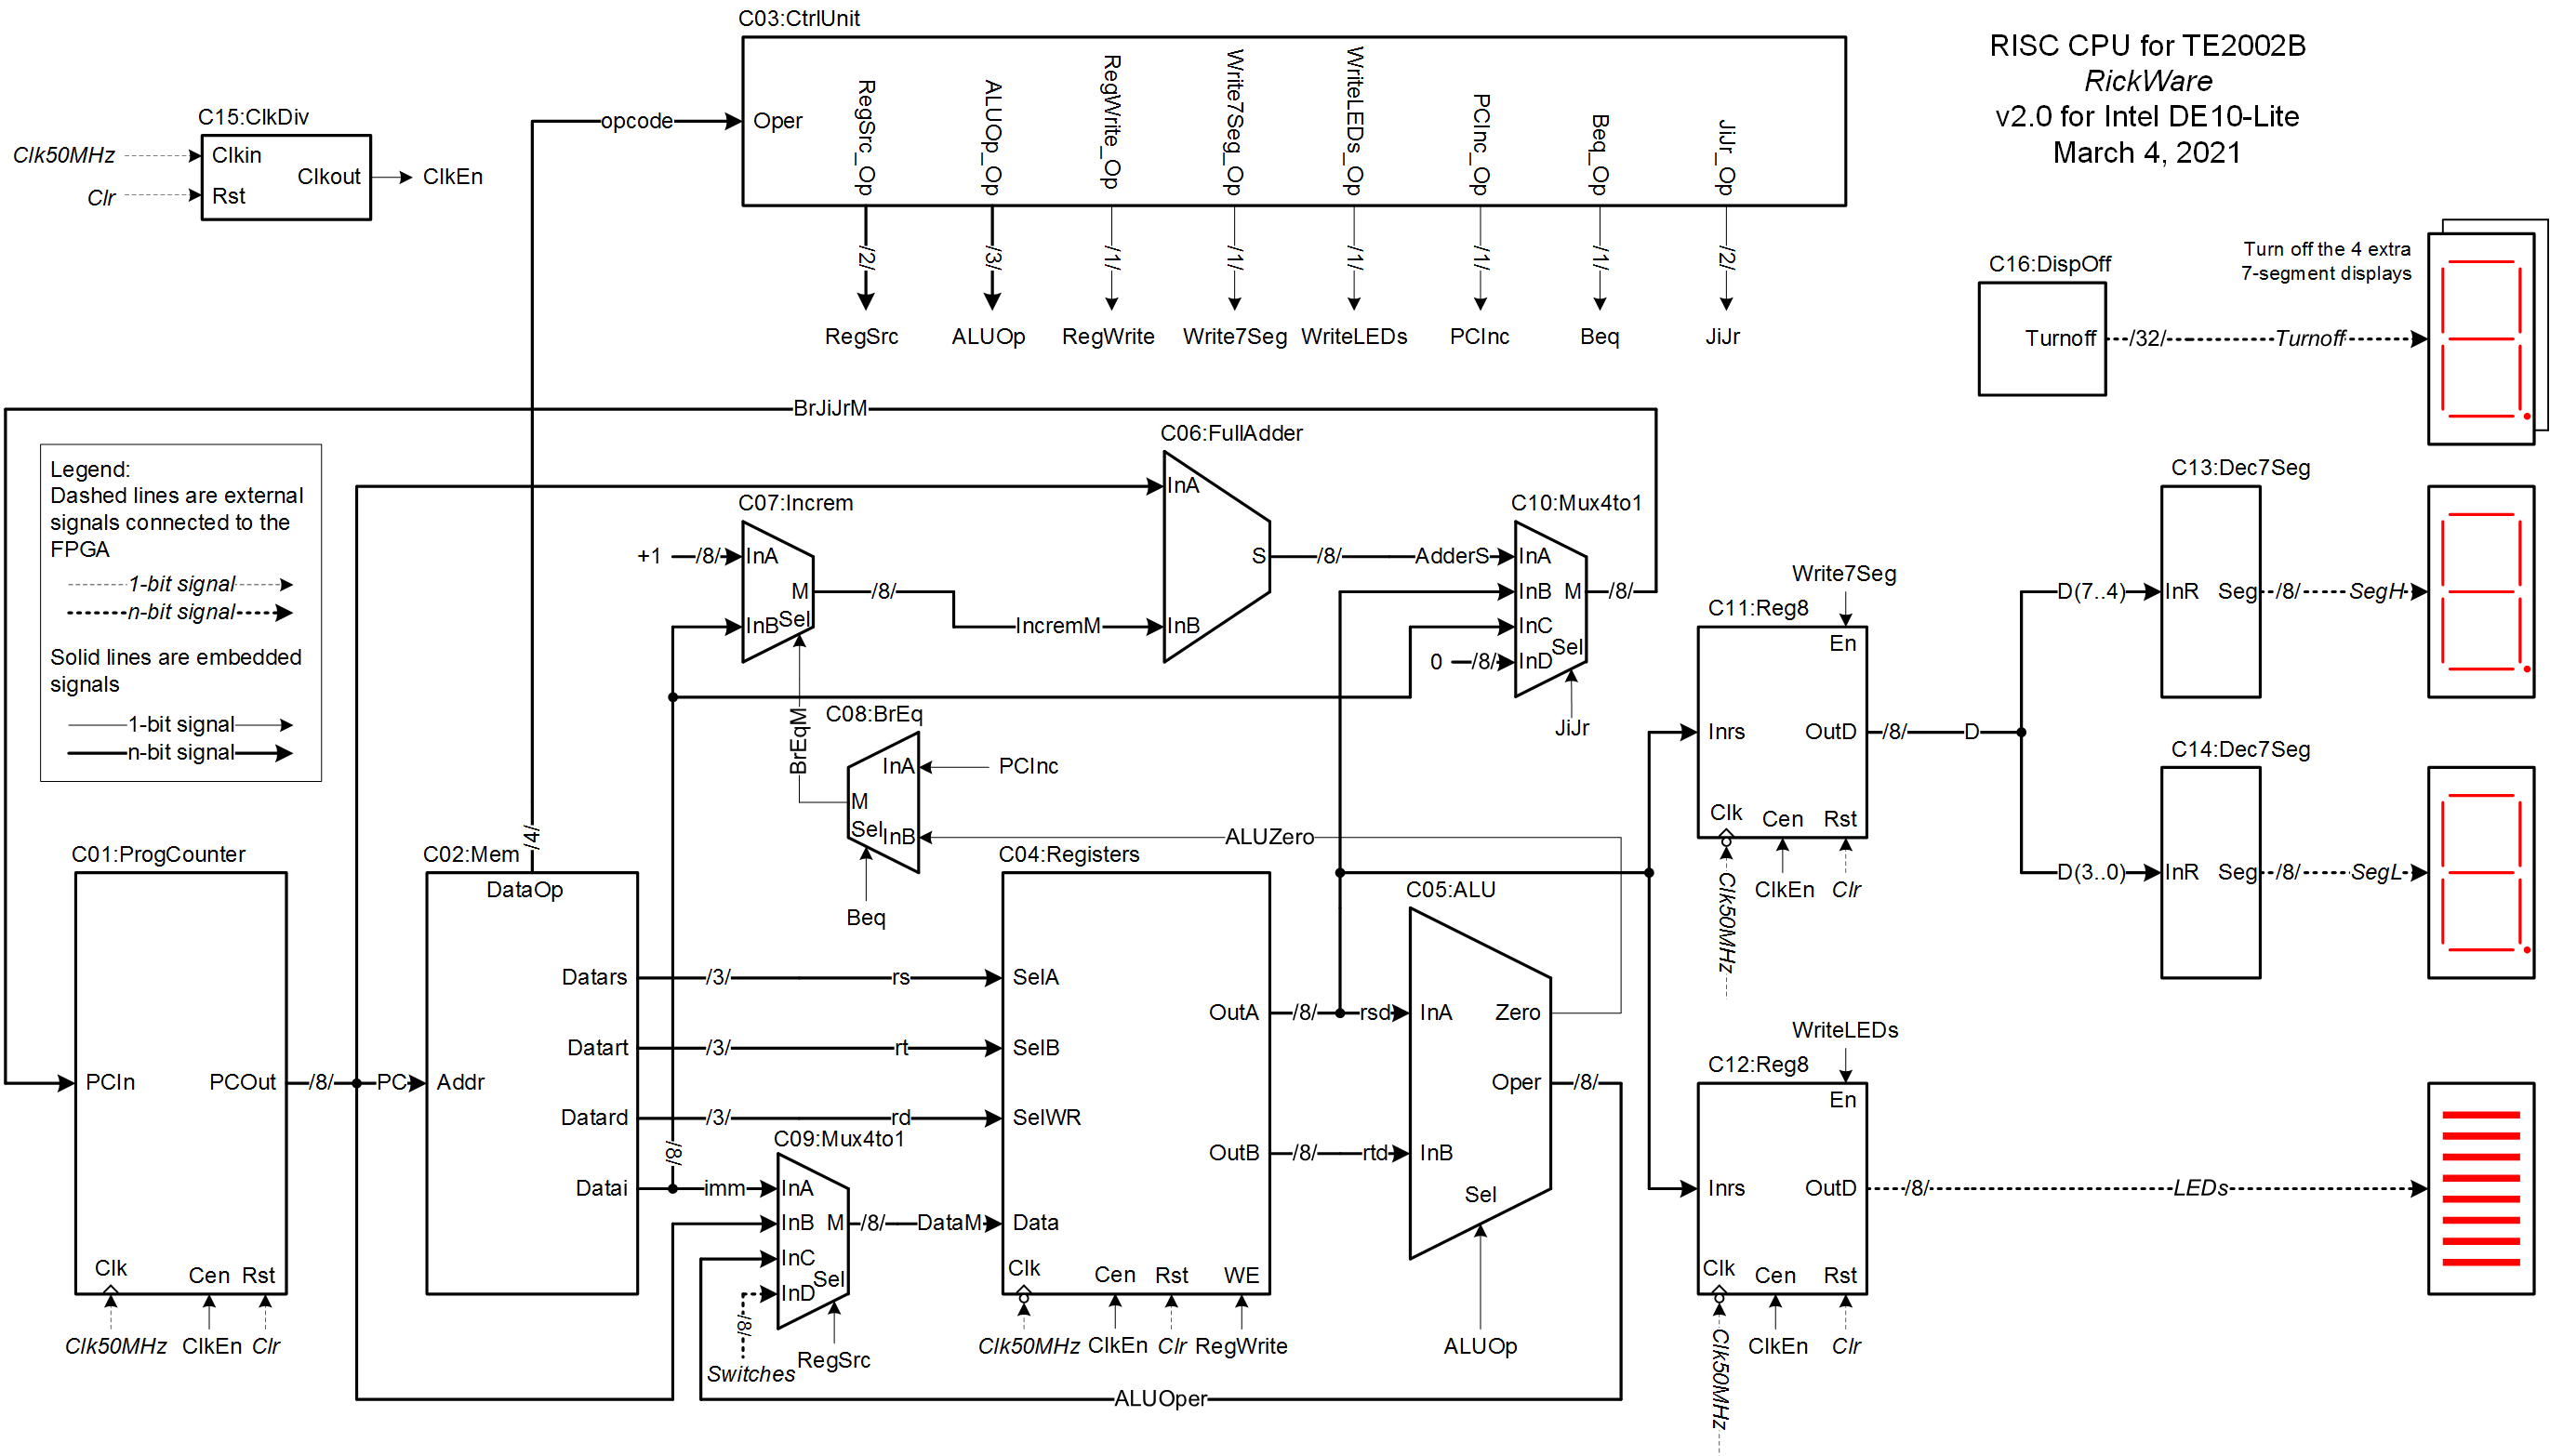 C03:CtrlUnit
Oper
RegSrc_Op
ALUOp_Op
RegWrite_Op
Write7Seg_Op
WriteLEDs_Op
PCInc_Op
Beq_Op
JiJr_Op
/2/
/3/
/1/
/1/
/1/
/1/
/1/
/2/
RegSrc
ALUOp
RegWrite
Write7Seg
WriteLEDs
PCInc
Beq
JiJr
opcode
RISC CPU for TE2002B
RickWare
v2.0 for Intel DE10-Lite
March 4, 2021
C15:ClkDiv
Clk50MHz
Clkin
Clr
Rst
Clkout
ClkEn
Turn off the 4 extra
7-segment displays
C16:DispOff
Turnoff
/32/
Turnoff
BrJiJrM
Legend:
Dashed lines are external
signals connected to the
FPGA
1-bit signal
n-bit signal
Solid lines are embedded
signals
1-bit signal
n-bit signal
C07:Increm
+1
/8/
InA
InB
M
Sel
/8/
IncremM
C06:FullAdder
InA
InB
S
/8/
AdderS
C10:Mux4to1
InA
InB
InC
InD
M
Sel
0
/8/
/8/
JiJr
C08:BrEq
BrEqM
InA
M
Sel
InB
PCInc
ALUZero
Beq
C11:Reg8
Write7Seg
En
Inrs
OutD
Clk
Cen
Rst
Clk50MHz
ClkEn
Clr
/8/
D
D(7..4)
D(3..0)
C13:Dec7Seg
InR
Seg
/8/
SegH
C14:Dec7Seg
InR
Seg
/8/
SegL
C01:ProgCounter
PCIn
PCOut
/8/
PC
Clk
Cen
Rst
Clk50MHz
ClkEn
Clr
C02:Mem
/4/
DataOp
Addr
Datars
Datart
Datard
Datai
/3/
rs
/3/
rt
/3/
rd
/8/
imm
C09:Mux4to1
InA
InB
InC
InD
M
Sel
/8/
DataM
/8/
Switches
RegSrc
C04:Registers
SelA
SelB
SelWR
Data
OutA
OutB
Clk
Cen
Rst
WE
Clk50MHz
ClkEn
Clr
RegWrite
/8/
rsd
/8/
rtd
C05:ALU
InA
Zero
Oper
InB
Sel
/8/
ALUOp
ALUOper
C12:Reg8
WriteLEDs
En
Inrs
OutD
Clk
Cen
Rst
Clk50MHz
ClkEn
Clr
/8/
LEDs